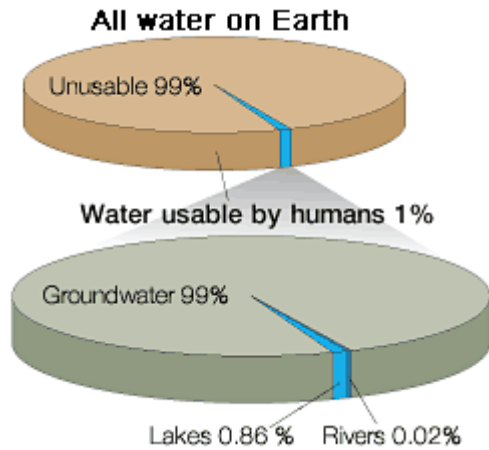 All water on Earth
Unusable 99%
Water usable by humans 1%
Groundwater 99%
Lakes 0.86 %
Rivers 0.02%